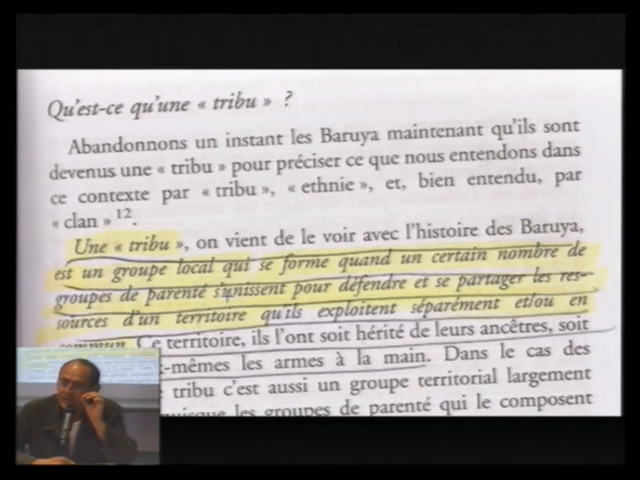 Qu'est-ce qu'une « tribu » ?
Abandonnons un instant les Baruya maintenant qu'ils sont
devenus une « tribu » pour préciser ce que nous entendons dans
ce contexte par « tribu », « ethnie », et, bien entendu, par
« clan » 12.
Une « tribu », on vient de le voir avec l'histoire des Baruya,
est un groupe local qui se forme quand un certain nombre de
groupes de parenté s'unissent pour défendre et se partager les res-
sources d'un territoire qu'ils exploitent séparément et/ou en
Ce territoire, ils l'ont soit hérité de leurs ancêtres, soit
-mêmes les armes à la main. Dans le cas des
tribu c'est aussi un groupe territorial largement
puisque les groupes de parenté qui le composent